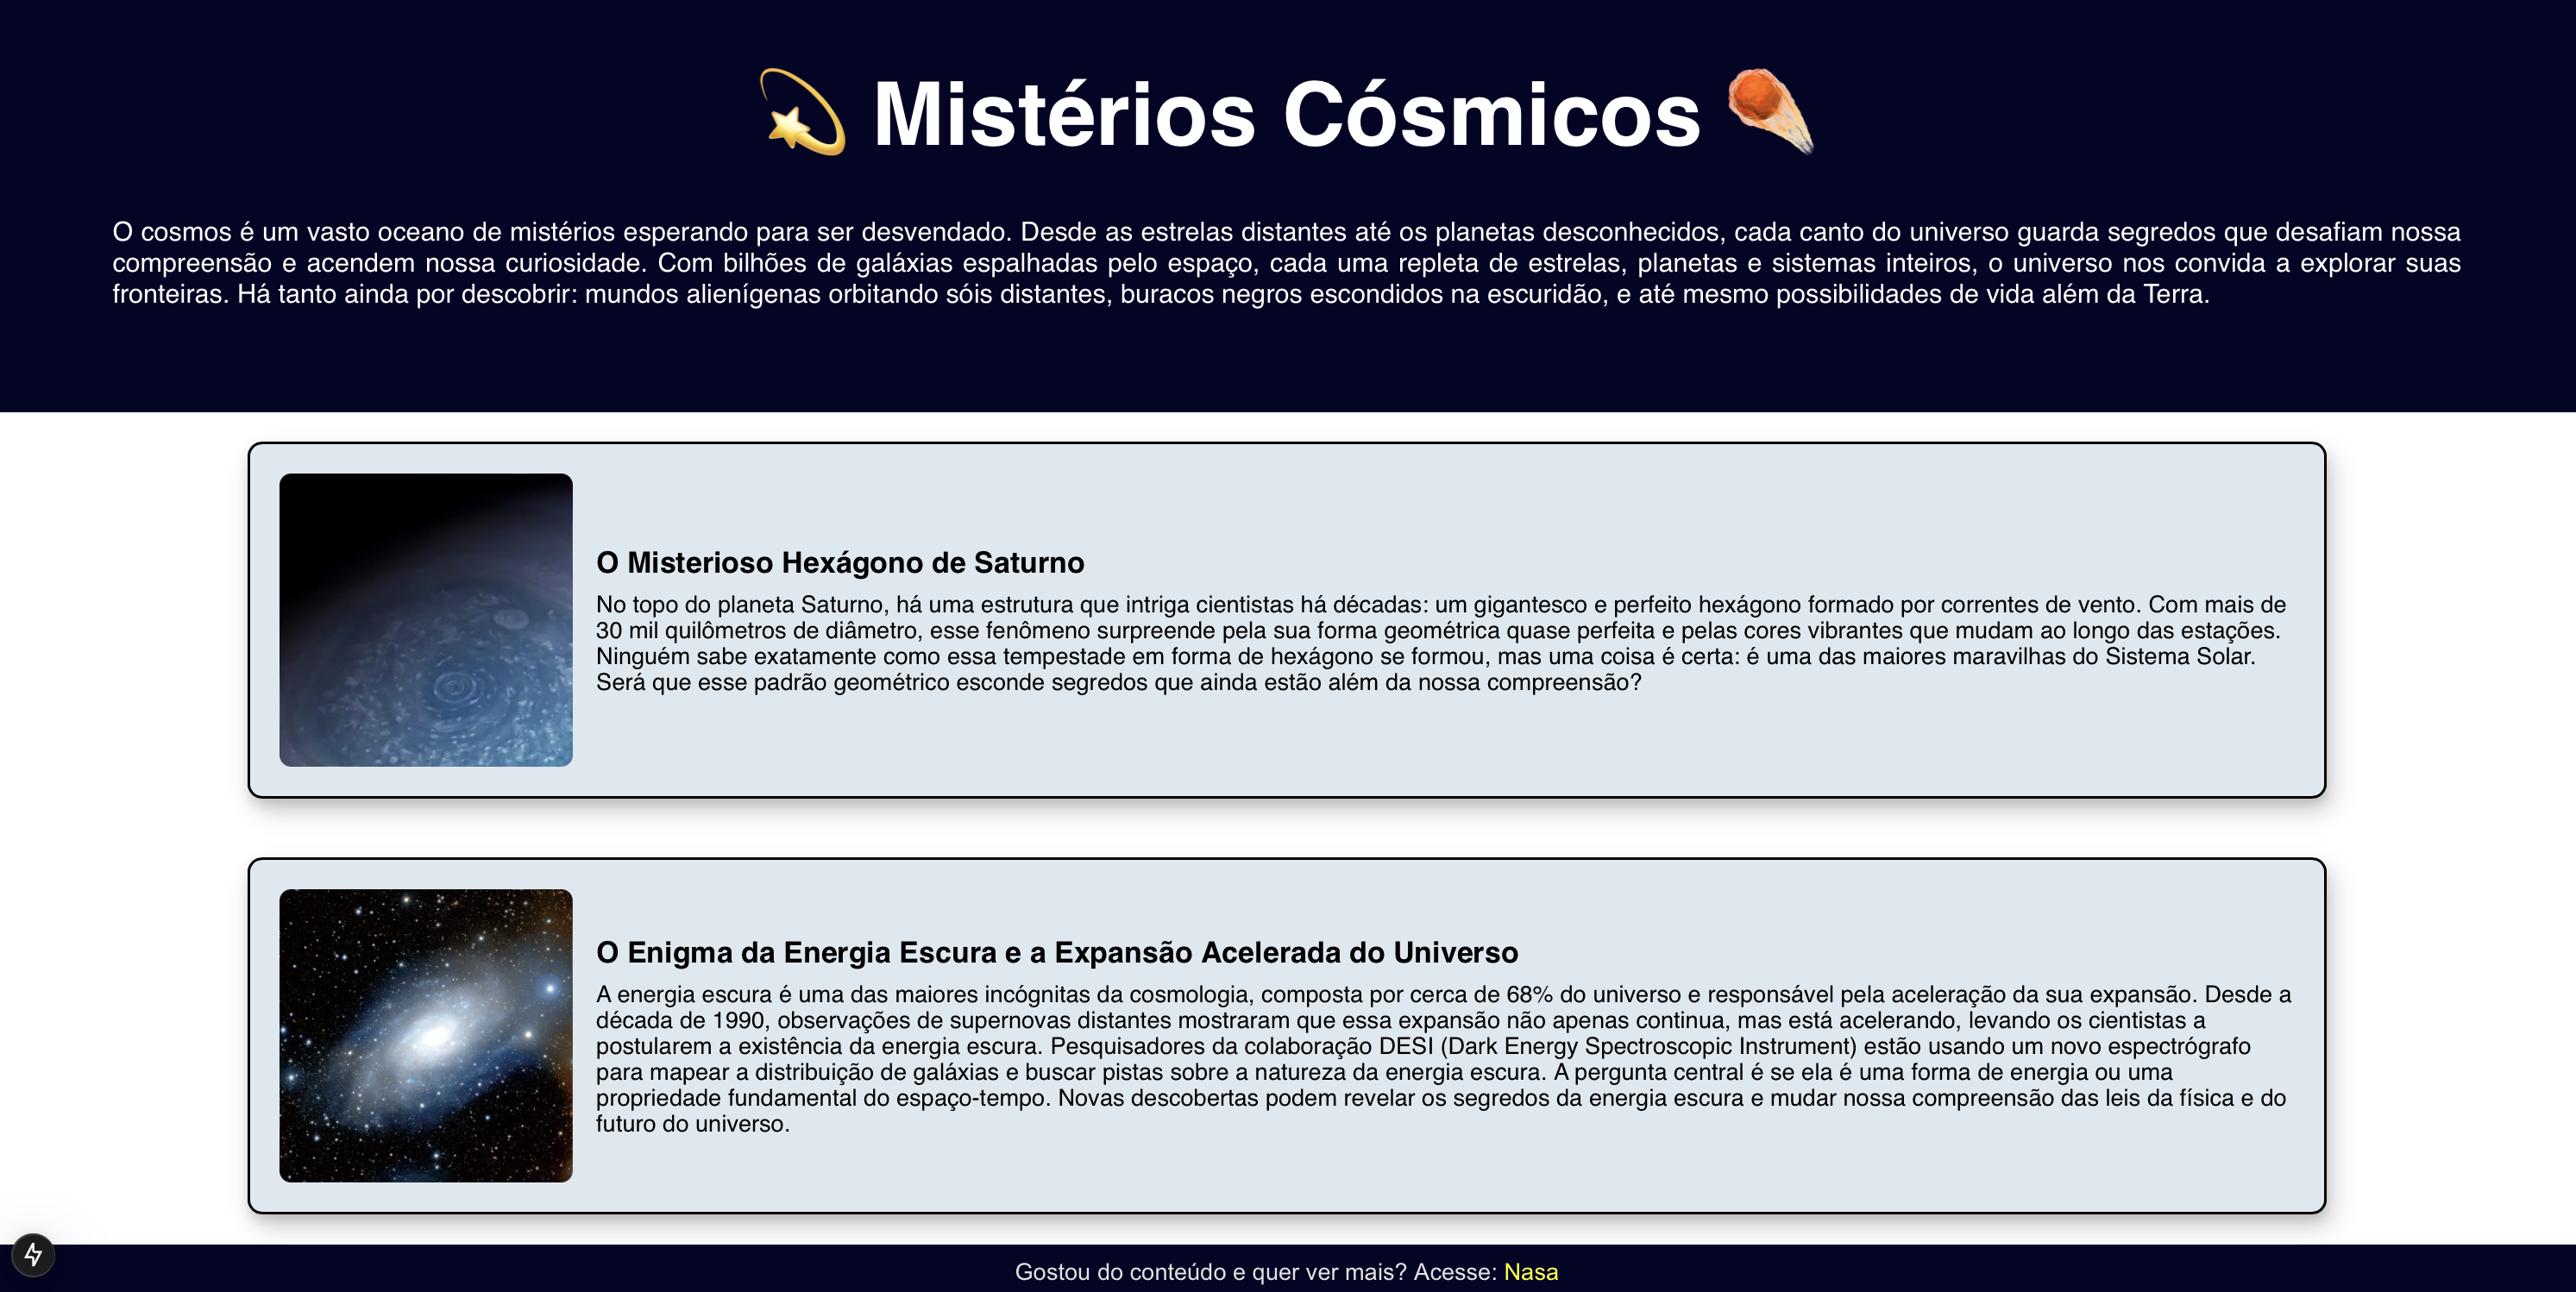 💫 Mistérios Cósmicos ☄️
O cosmos é um vasto oceano de mistérios esperando para ser desvendado. Desde as estrelas distantes até os planetas desconhecidos, cada canto do universo guarda segredos que desafiam nossa
compreensão e acendem nossa curiosidade. Com bilhões de galáxias espalhadas pelo espaço, cada uma repleta de estrelas, planetas e sistemas inteiros, o universo nos convida a explorar suas
fronteiras. Há tanto ainda por descobrir: mundos alienígenas orbitando sóis distantes, buracos negros escondidos na escuridão, e até mesmo possibilidades de vida além da Terra.
O Misterioso Hexágono de Saturno
No topo do planeta Saturno, há uma estrutura que intriga cientistas há décadas: um gigantesco e perfeito hexágono formado por correntes de vento. Com mais de
30 mil quilômetros de diâmetro, esse fenômeno surpreende pela sua forma geométrica quase perfeita e pelas cores vibrantes que mudam ao longo das estações.
Ninguém sabe exatamente como essa tempestade em forma de hexágono se formou, mas uma coisa é certa: é uma das maiores maravilhas do Sistema Solar.
Será que esse padrão geométrico esconde segredos que ainda estão além da nossa compreensão?
O Enigma da Energia Escura e a Expansão Acelerada do Universo
A energia escura é uma das maiores incógnitas da cosmologia, composta por cerca de 68% do universo e responsável pela aceleração da sua expansão. Desde a
década de 1990, observações de supernovas distantes mostraram que essa expansão não apenas continua, mas está acelerando, levando os cientistas a
postularem a existência da energia escura. Pesquisadores da colaboração DESI (Dark Energy Spectroscopic Instrument) estão usando um novo espectrógrafo
para mapear a distribuição de galáxias e buscar pistas sobre a natureza da energia escura. A pergunta central é se ela é uma forma de energia ou uma
propriedade fundamental do espaço-tempo. Novas descobertas podem revelar os segredos da energia escura e mudar nossa compreensão das leis da física e do
futuro do universo.
Gostou do conteúdo e quer ver mais? Acesse: Nasa